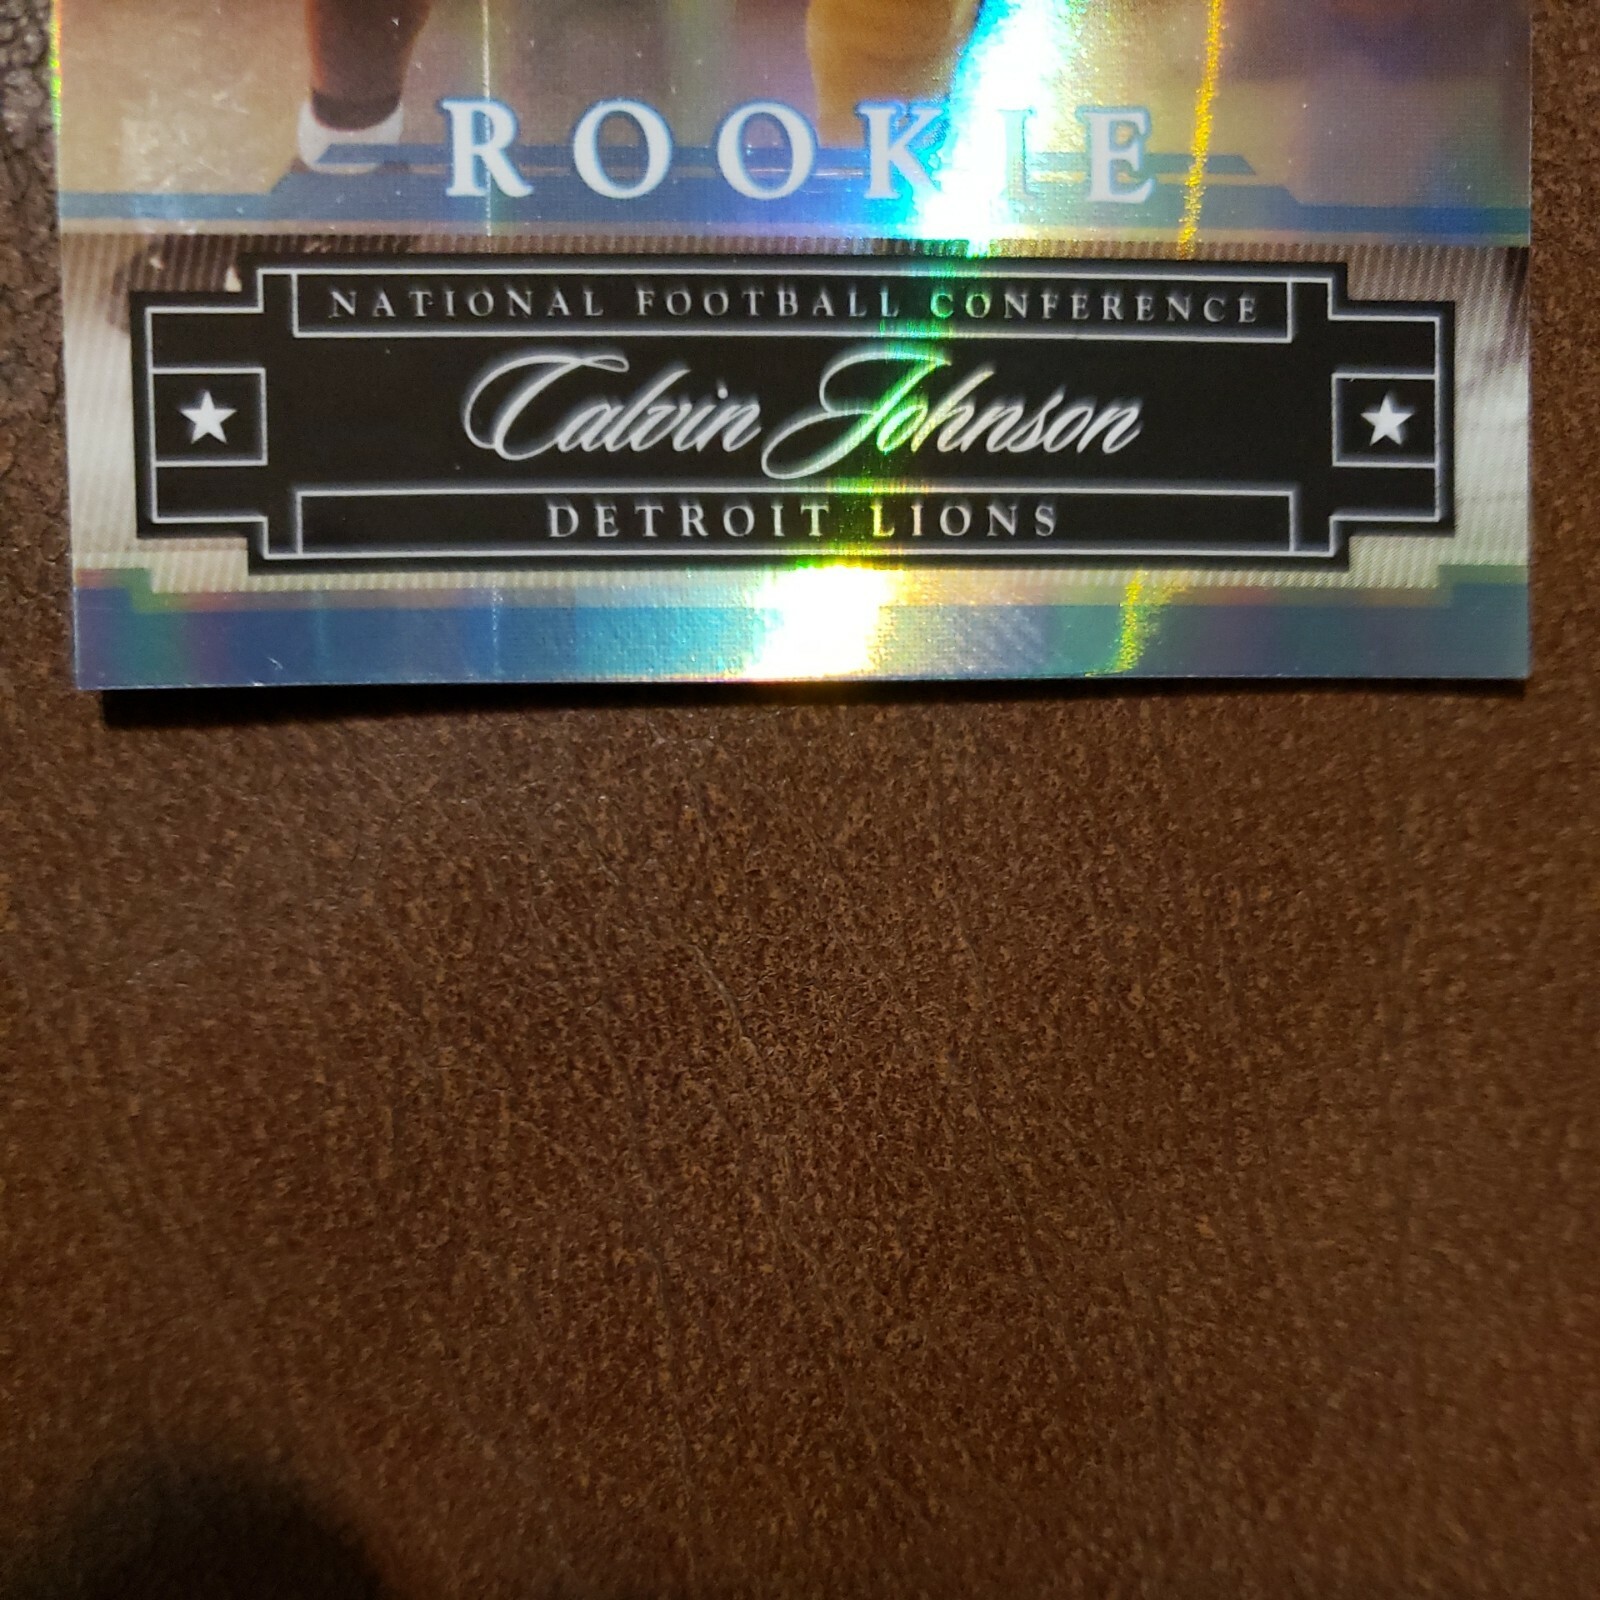 ROOKIE
NATIONAL FOOTBALL CONFERENCE
Calvin Johnson
DETROIT LIONS